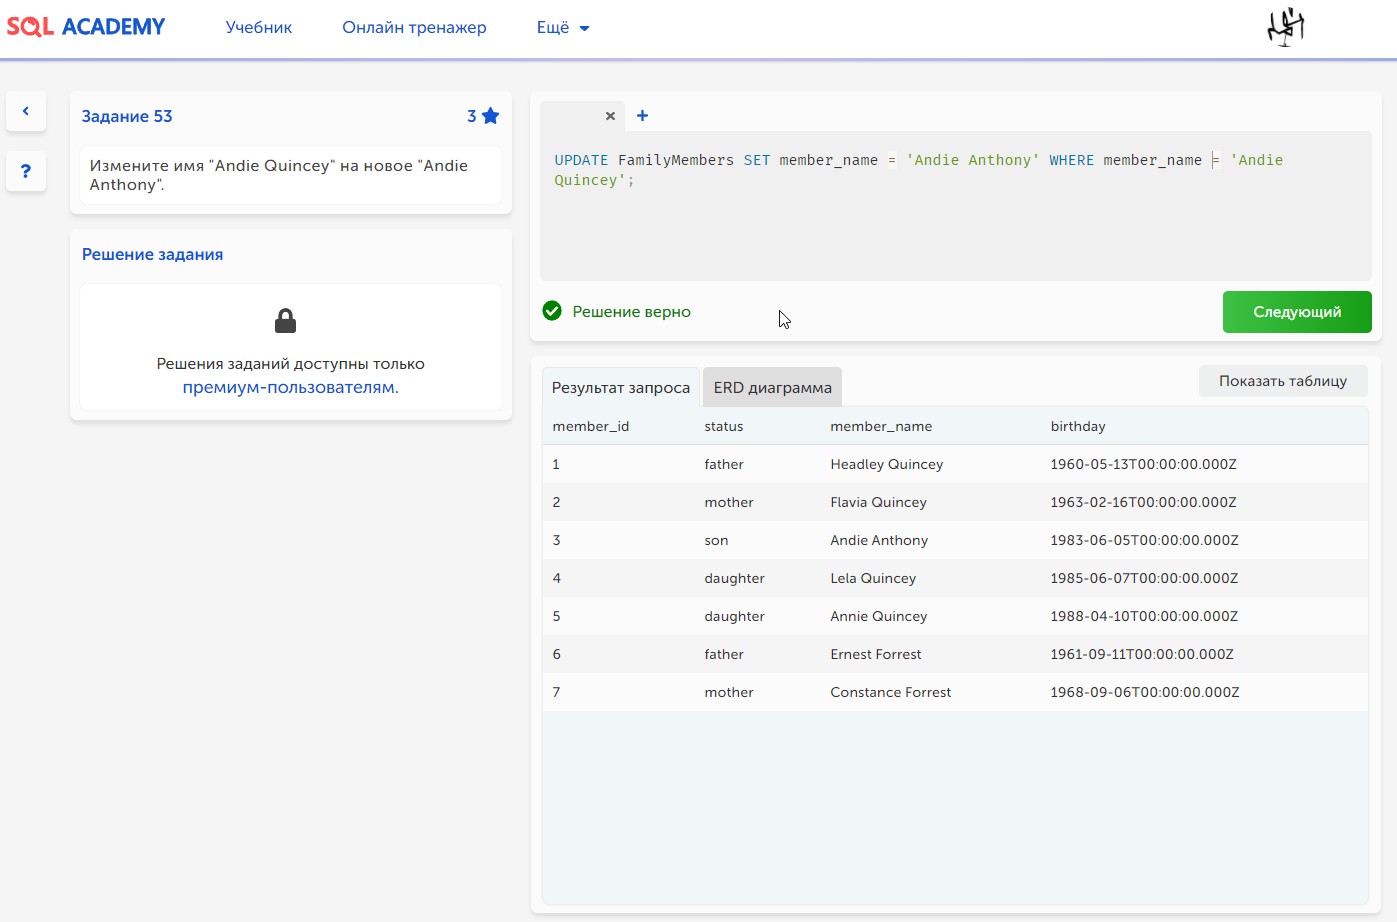 SQL ACADEMY
Учебник
Онлайн тренажер
Ещё
Задание 53
3
Измените имя "Andie Quincey" на новое "Andie
Anthony".
Решение задания
Решения заданий доступны только
премиум-пользователям.
UPDATE FamilyMembers SET member_name = 'Andie Anthony' WHERE member_name = 'Andie
Quincey';
Решение верно
Следующий
Результат запроса
ERD диаграмма
Показать таблицу
member_id status member_name birthday
1 father Headley Quincey 1960-05-13T00:00:00.000Z
2 mother Flavia Quincey 1963-02-16T00:00:00.000Z
3 son Andie Anthony 1983-06-05T00:00:00.000Z
4 daughter Lela Quincey 1985-06-07T00:00:00.000Z
5 daughter Annie Quincey 1988-04-10T00:00:00.000Z
6 father Ernest Forrest 1961-09-11T00:00:00.000Z
7 mother Constance Forrest 1968-09-06T00:00:00.000Z